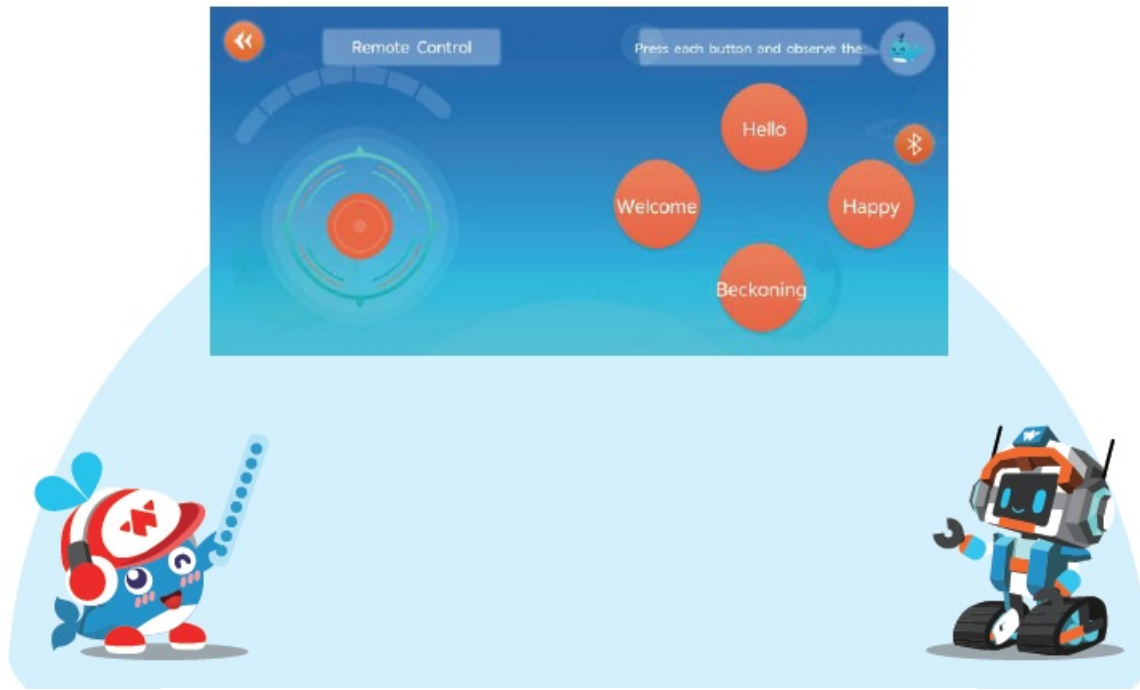 Remote Control
Press each button and observe the
Hello
Welcome
Happy
Beckoning